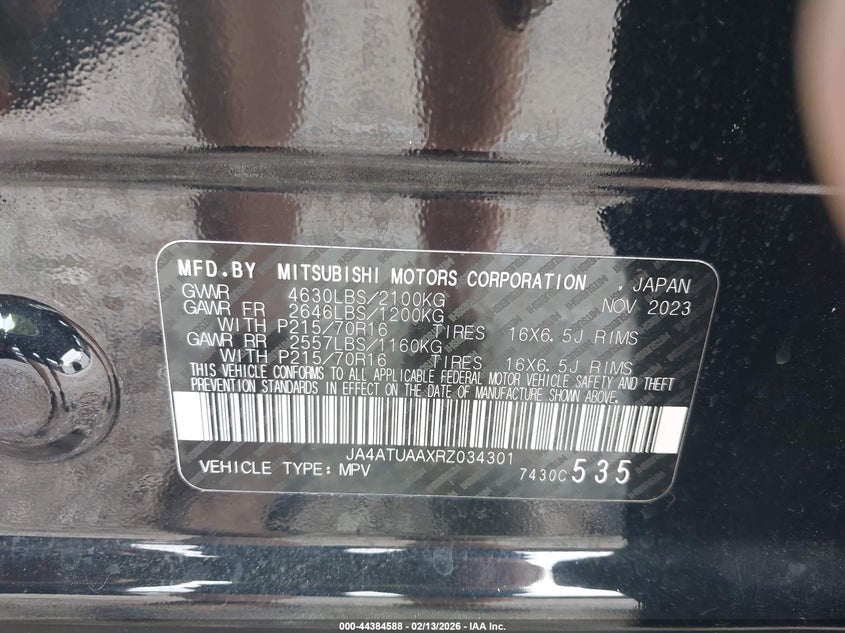 MFD.BY MITSUBISHI MOTORS CORPORATION , JAPAN
GVWR 4630LBS/2100KG NOV 2023
GAWR FR 2646LBS/1200KG
WITH P215/70R16 TIRES 16X6.5J RIMS
GAWR RR 2557LBS/1160KG
WITH P215/70R16 TIRES 16X6.5J RIMS
THIS VEHICLE CONFORMS TO ALL APPLICABLE FEDERAL MOTOR VEHICLE SAFETY AND THEFT
PREVENTION STANDARDS IN EFFECT ON THE DATE OF MANUFACTURE SHOWN ABOVE.
JA4ATUAAXRZ034301
VEHICLE TYPE: MPV 7430C 535
000-44384588 - 02/13/2026 - IAA Inc.